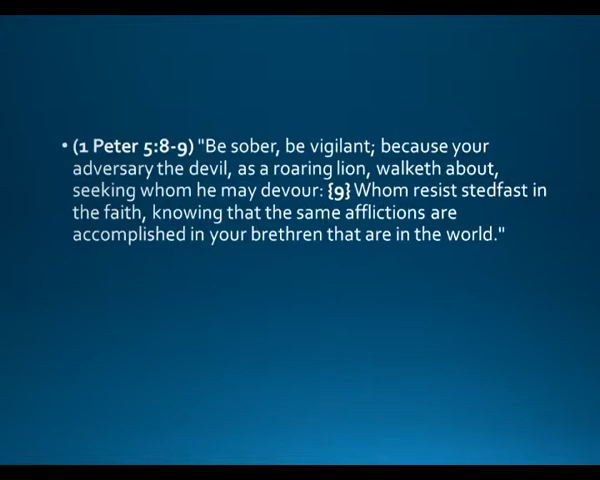 • (1 Peter 5:8-9) "Be sober, be vigilant; because your
adversary the devil, as a roaring lion, walketh about,
seeking whom he may devour: {9} Whom resist stedfast in
the faith, knowing that the same afflictions are
accomplished in your brethren that are in the world."